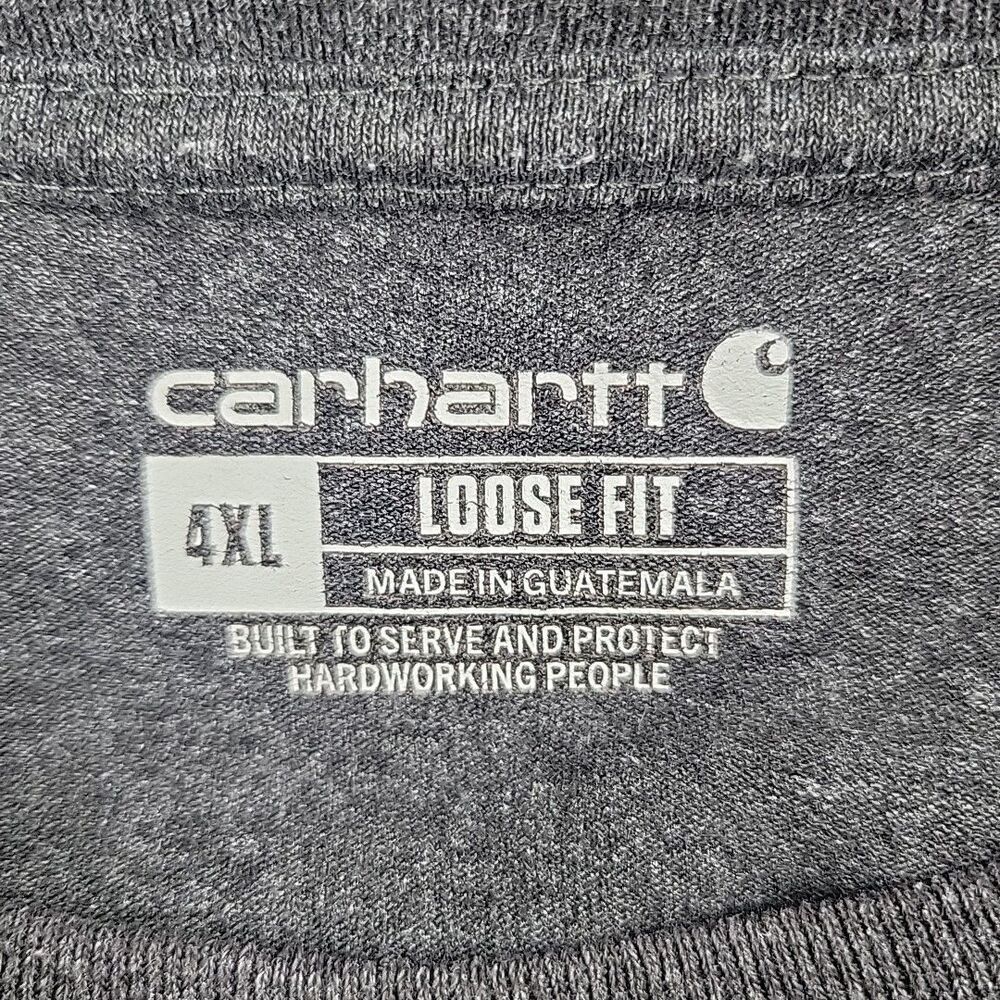 carhartt
4XL
LOOSE FIT
MADE IN GUATEMALA
BUILT TO SERVE AND PROTECT
HARDWORKING PEOPLE